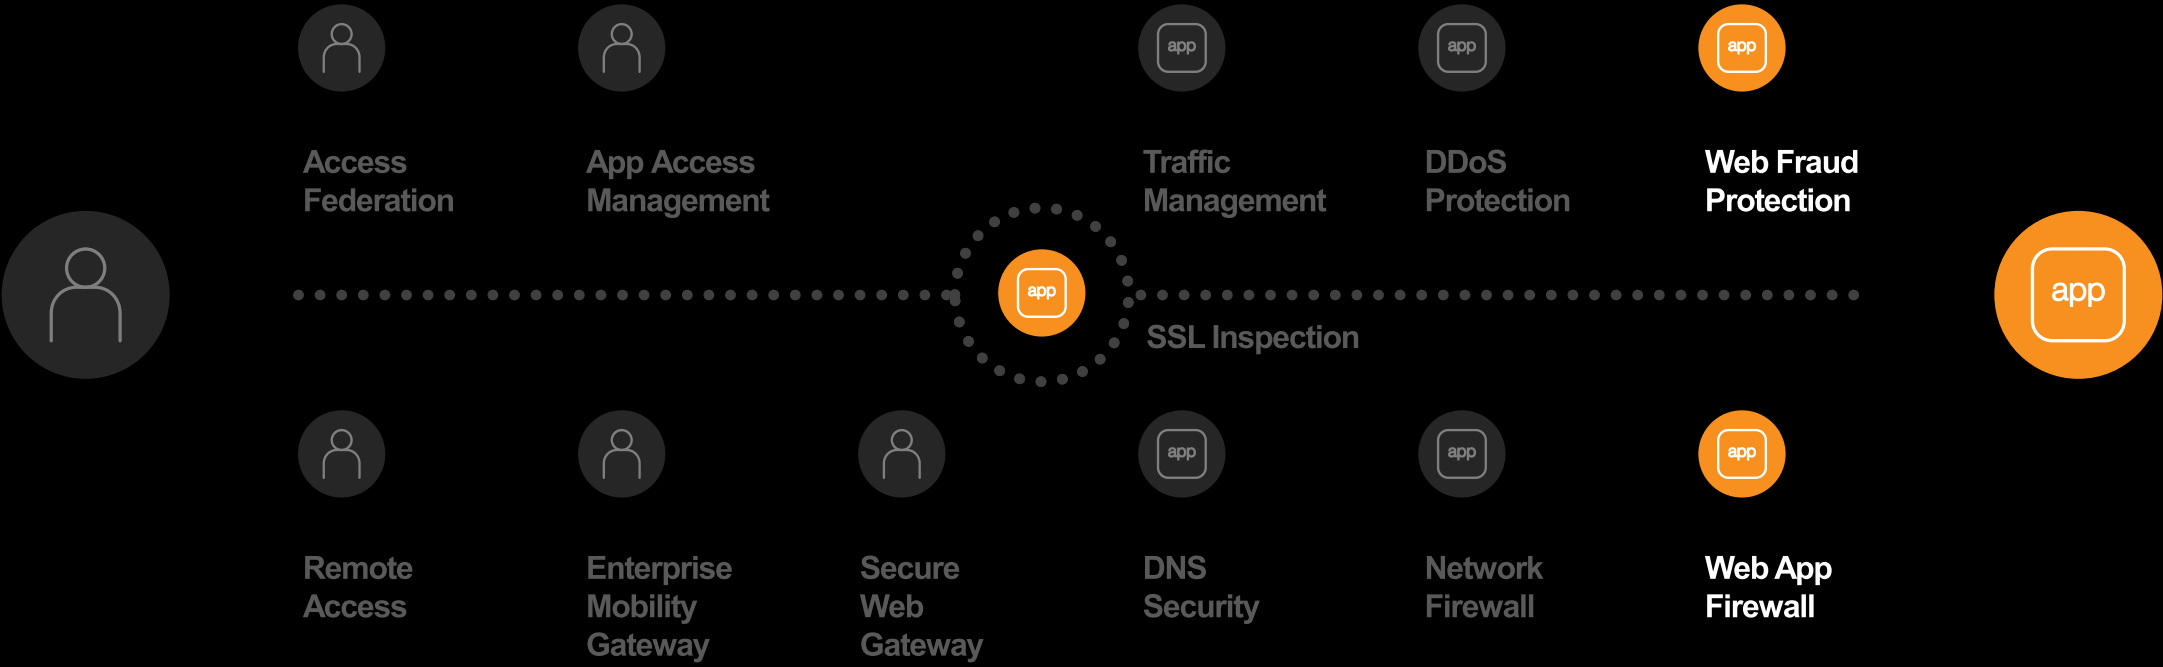 app
app
app
Access
Federation
App Access
Management
Traffic
Management
DDoS
Protection
Web Fraud
Protection
app
app
SSL Inspection
app
app
app
Remote
Access
Enterprise
Mobility
Gateway
Secure
Web
Gateway
DNS
Security
Network
Firewall
Web App
Firewall